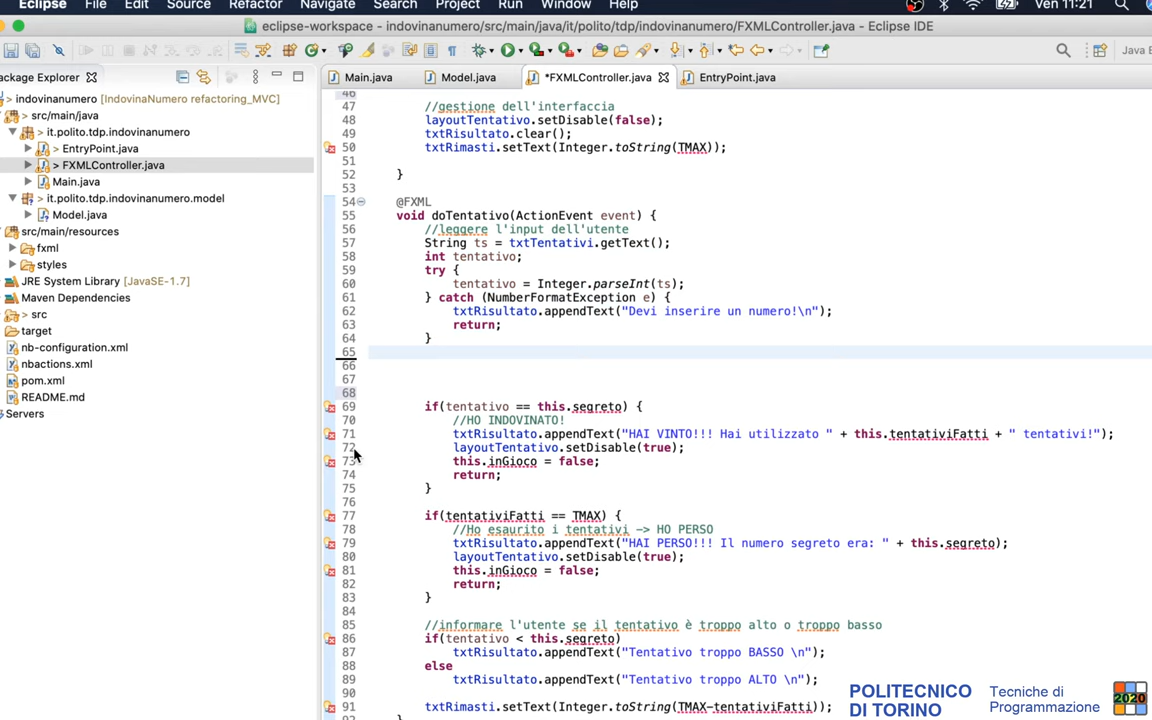 Eclipse File Edit Source Refactor Navigate Search Project Run Window Help Ven 11:21
eclipse-workspace - indovinanumero/src/main/java/it/polito/tdp/indovinanumero/FXMLController.java - Eclipse IDE
Java
ackage Explorer
Main.java Model.java *FXMLController.java EntryPoint.java
> indovinanumero [IndovinaNumero refactoring_MVC]
> src/main/java
> it.polito.tdp.indovinanumero
> EntryPoint.java
> FXMLController.java
Main.java
> it.polito.tdp.indovinanumero.model
Model.java
src/main/resources
fxml
styles
JRE System Library [JavaSE-1.7]
Maven Dependencies
> src
target
nb-configuration.xml
nbactions.xml
pom.xml
README.md
Servers
46
47 //gestione dell'interfaccia
48 layoutTentativo.setDisable(false);
49 txtRisultato.clear();
50 txtRimasti.setText(Integer.toString(TMAX));
51
52 }
53
54 @FXML
55 void doTentativo(ActionEvent event) {
56 //leggere l'input dell'utente
57 String ts = txtTentativi.getText();
58 int tentativo;
59 try {
60 tentativo = Integer.parseInt(ts);
61 } catch (NumberFormatException e) {
62 txtRisultato.appendText("Devi inserire un numero!\n");
63 return;
64 }
65
66
67
68
69 if(tentativo == this.segreto) {
70 //HO INDOVINATO!
71 txtRisultato.appendText("HAI VINTO!!! Hai utilizzato " + this.tentativiFatti + " tentativi!");
72 layoutTentativo.setDisable(true);
73 this.inGioco = false;
74 return;
75 }
76
77 if(tentativiFatti == TMAX) {
78 //Ho esaurito i tentativi -> HO PERSO
79 txtRisultato.appendText("HAI PERSO!!! Il numero segreto era: " + this.segreto);
80 layoutTentativo.setDisable(true);
81 this.inGioco = false;
82 return;
83 }
84
85 //informare l'utente se il tentativo è troppo alto o troppo basso
86 if(tentativo < this.segreto)
87 txtRisultato.appendText("Tentativo troppo BASSO \n");
88 else
89 txtRisultato.appendText("Tentativo troppo ALTO \n");
90
91 txtRimasti.setText(Integer.toString(TMAX-tentativiFatti));
POLITECNICO
DI TORINO
Tecniche di
Programmazione
2020